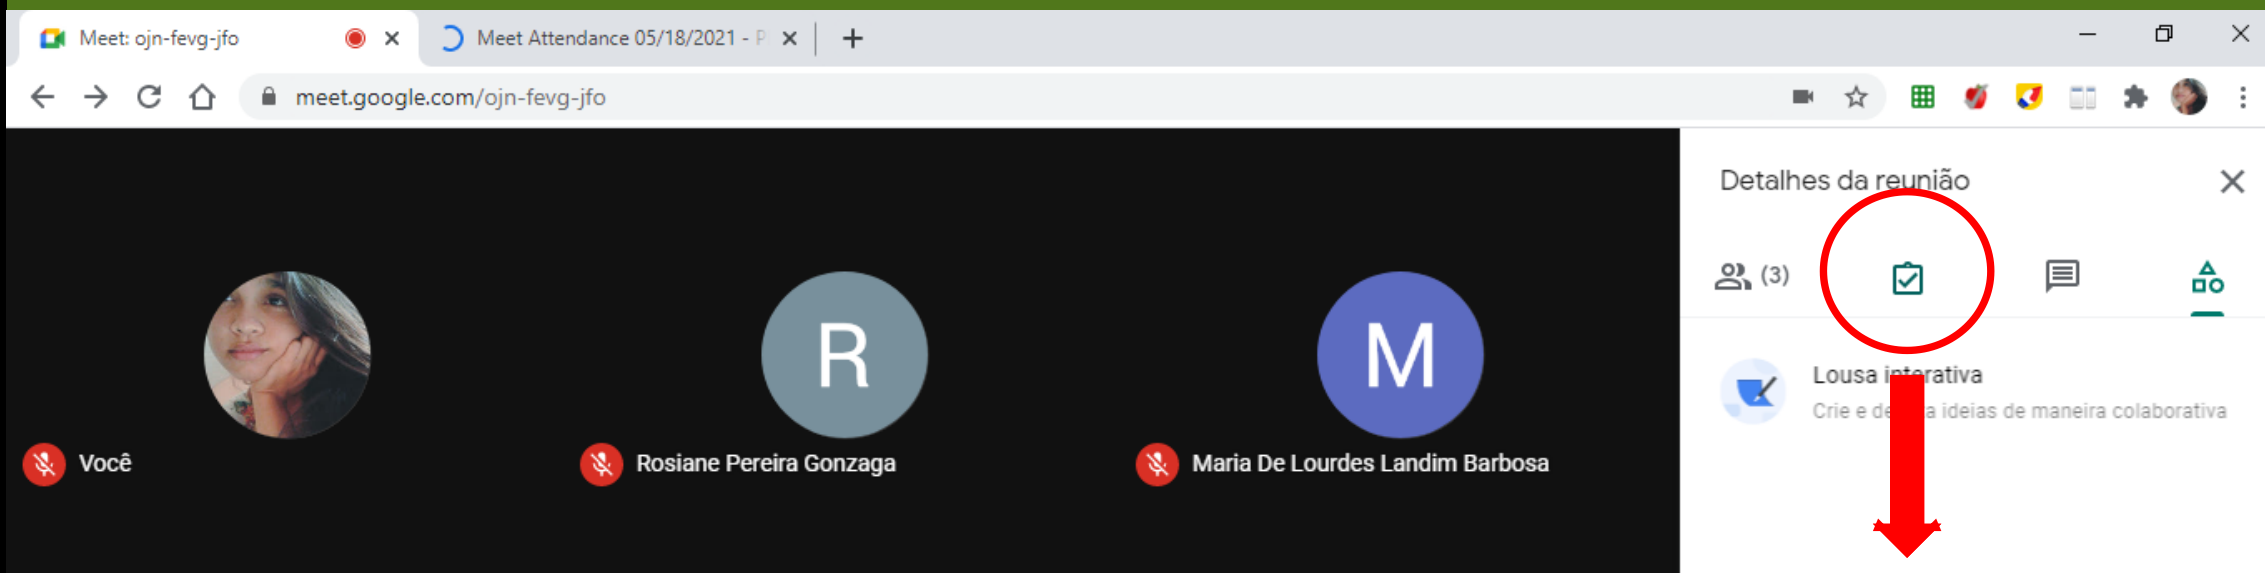 Meet: ojn-fevg-jfo
Meet Attendance 05/18/2021 - P
meet.google.com/ojn-fevg-jfo
Detalhes da reunião
(3)
Lousa interativa
Crie e de a ideias de maneira colaborativa
R
M
Você
Rosiane Pereira Gonzaga
Maria De Lourdes Landim Barbosa